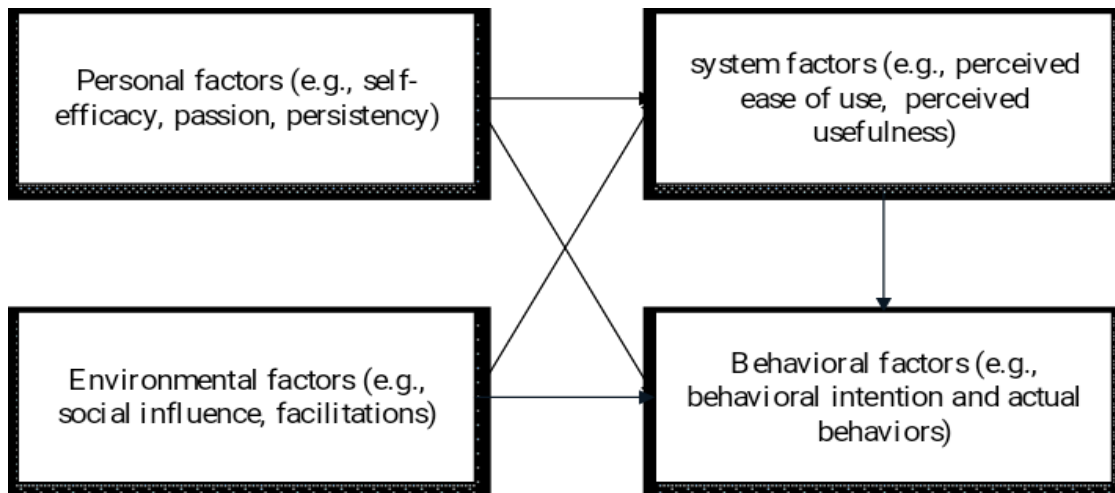 Personal factors (e.g., self-
efficacy, passion, persistency)
system factors (e.g., perceived
ease of use, perceived
usefulness)
Environmental factors (e.g.,
social influence, facilitations)
Behavioral factors (e.g.,
behavioral intention and actual
behaviors)